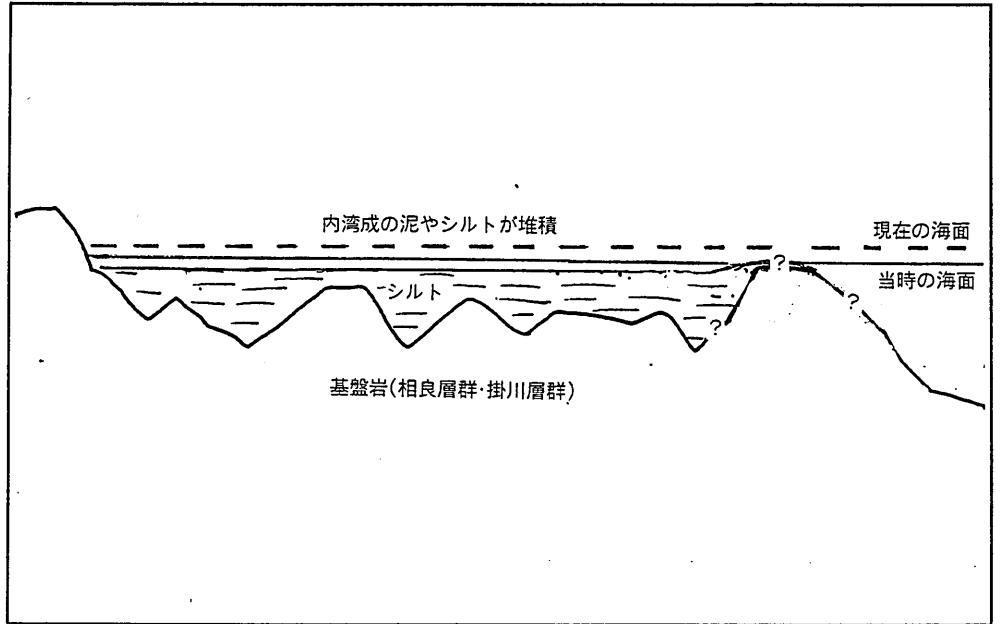 内湾成の泥やシルトが堆積
現在の海面
?
当時の海面
シルト
?
?
基盤岩(相良層群・掛川層群)